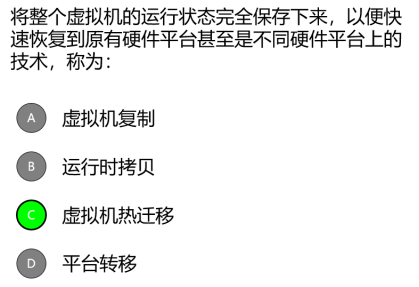 将整个虚拟机的运行状态完全保存下来，以便快
速恢复到原有硬件平台甚至是不同硬件平台上的
技术，称为：
A 虚拟机复制
B 运行时拷贝
C 虚拟机热迁移
D 平台转移